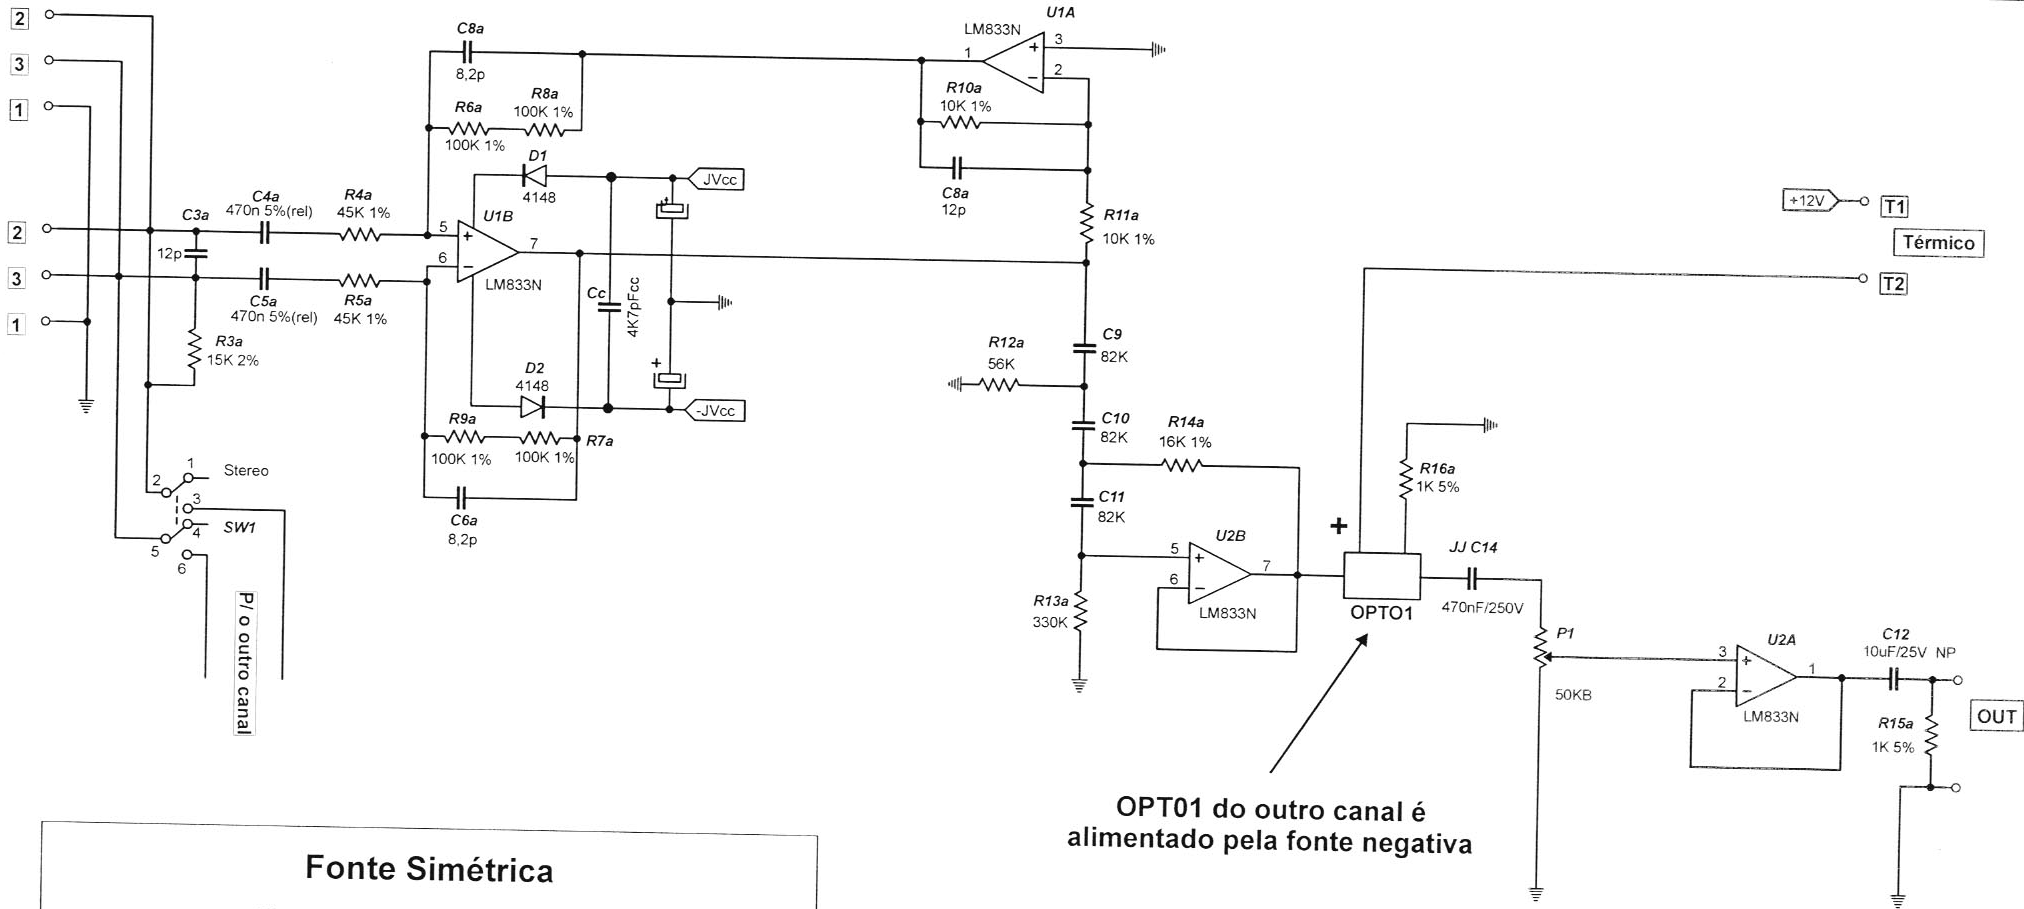 2
3
1
2
3
1
C3a
12p
C4a
470n 5%(rel)
R4a
45K 1%
C5a
470n 5%(rel)
R5a
45K 1%
R3a
15K 2%
1
Stereo
2
3
SW1
4
5
6
P/ o outro canal
C8a
8,2p
R6a
100K 1%
R8a
100K 1%
D1
4148
JVcc
U1B
5
+
6
−
7
LM833N
Cc
4K7pFcc
+
+
D2
4148
-JVcc
R9a
100K 1%
100K 1%
R7a
C6a
8,2p
U1A
LM833N
1
+
3
−
2
R10a
10K 1%
C8a
12p
R11a
10K 1%
C9
82K
R12a
56K
C10
82K
R14a
16K 1%
C11
82K
R13a
330K
U2B
5
+
6
−
7
LM833N
+12V
T1
Térmico
T2
R16a
1K 5%
+
OPTO1
JJ C14
470nF/250V
P1
50KB
U2A
3
+
2
−
1
LM833N
C12
10uF/25V NP
R15a
1K 5%
OUT
OPT01 do outro canal é
alimentado pela fonte negativa
Fonte Simétrica